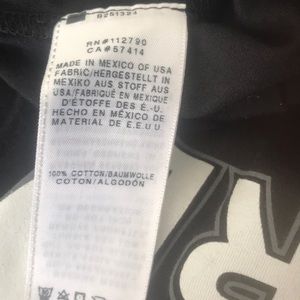 B251324
RN#112790
CA#57414
MADE IN MEXICO OF USA
FABRIC/HERGESTELLT IN
MEXIKO AUS STOFF AUS
USA/FABRIQUÉ EN MEXIQUE
D'ÉTOFFE DES É.-U.
HECHO EN MÉXICO DE
MATERIAL DE E.E.U.U
100% COTTON/BAUMWOLLE
COTON/ALGODÓN